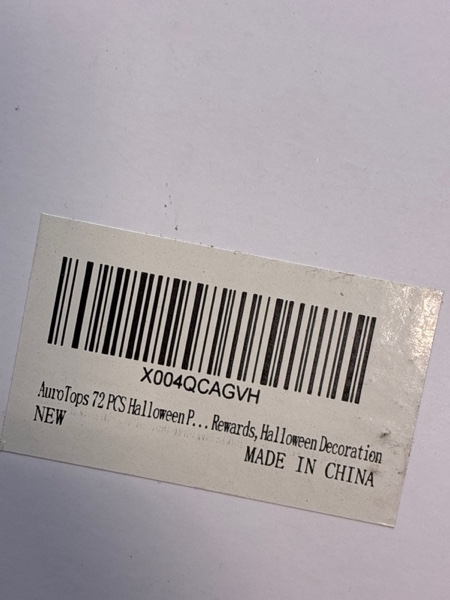 X004QCAGVH
AuroTops 72 PCS Halloween P... Rewards, Halloween Decoration
NEW
MADE IN CHINA